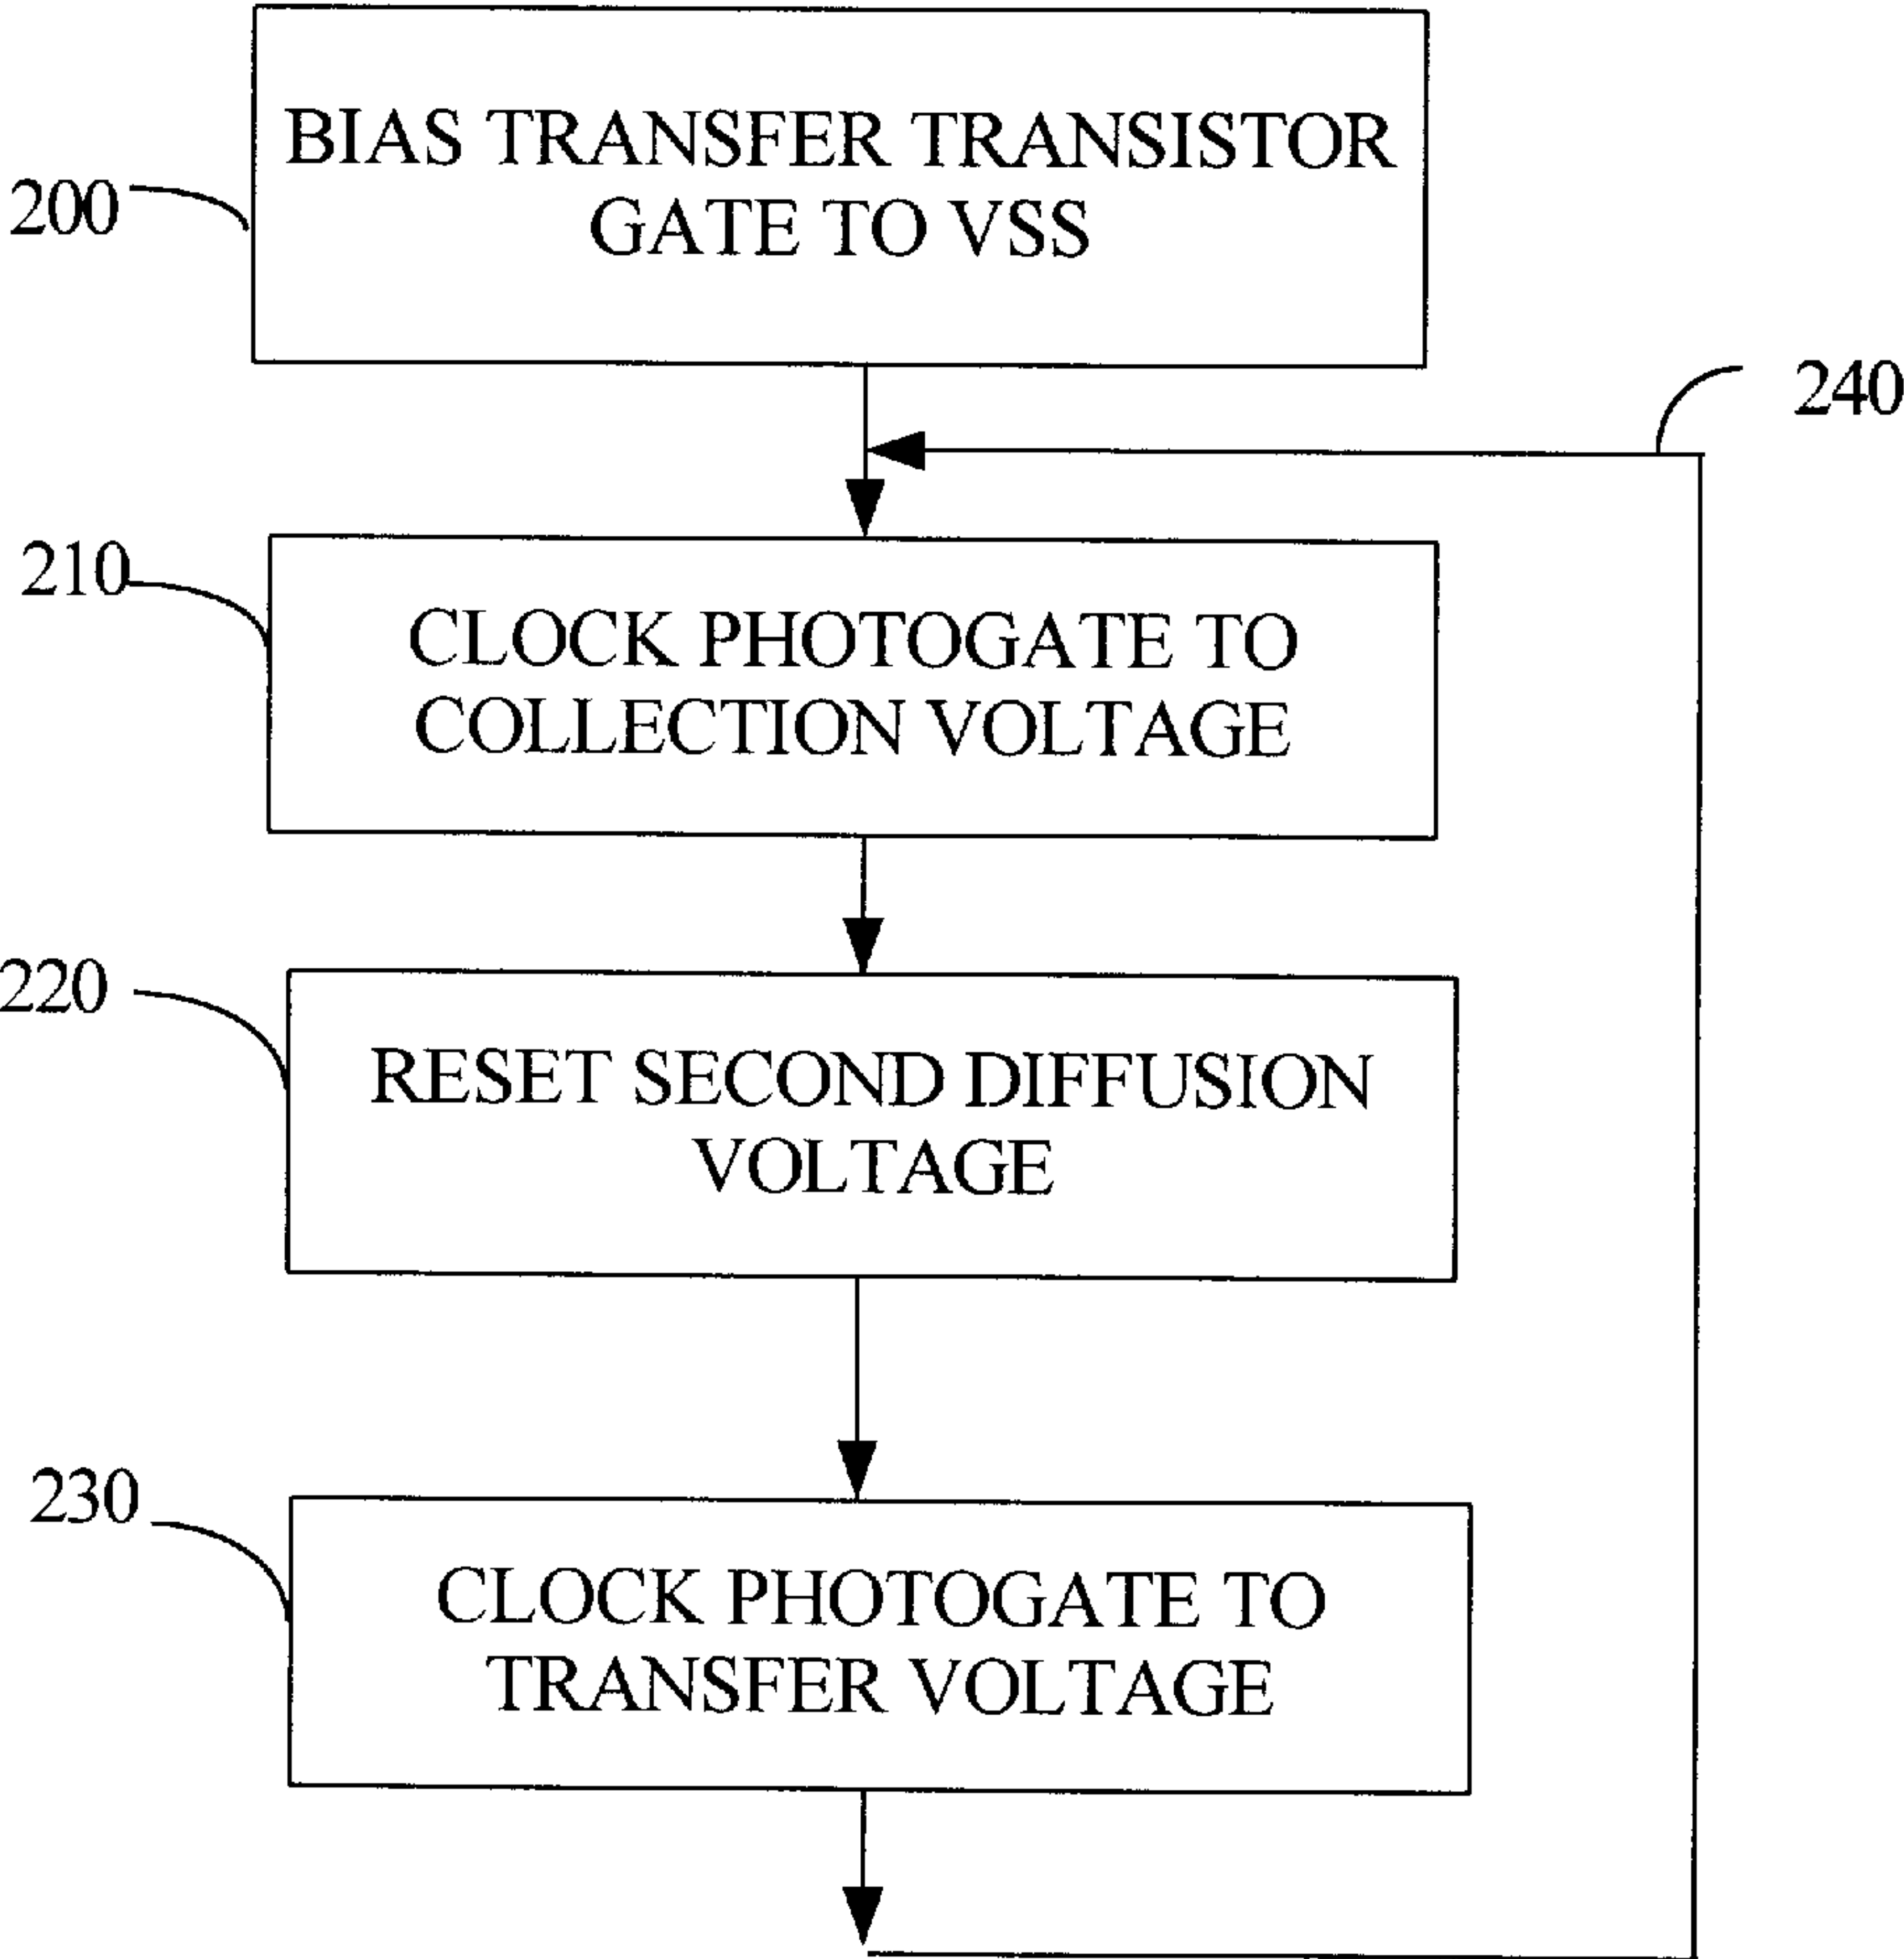 BIAS TRANSFER TRANSISTOR
GATE TO VSS
200
240
210
CLOCK PHOTOGATE TO
COLLECTION VOLTAGE
220
RESET SECOND DIFFUSION
VOLTAGE
230
CLOCK PHOTOGATE TO
TRANSFER VOLTAGE